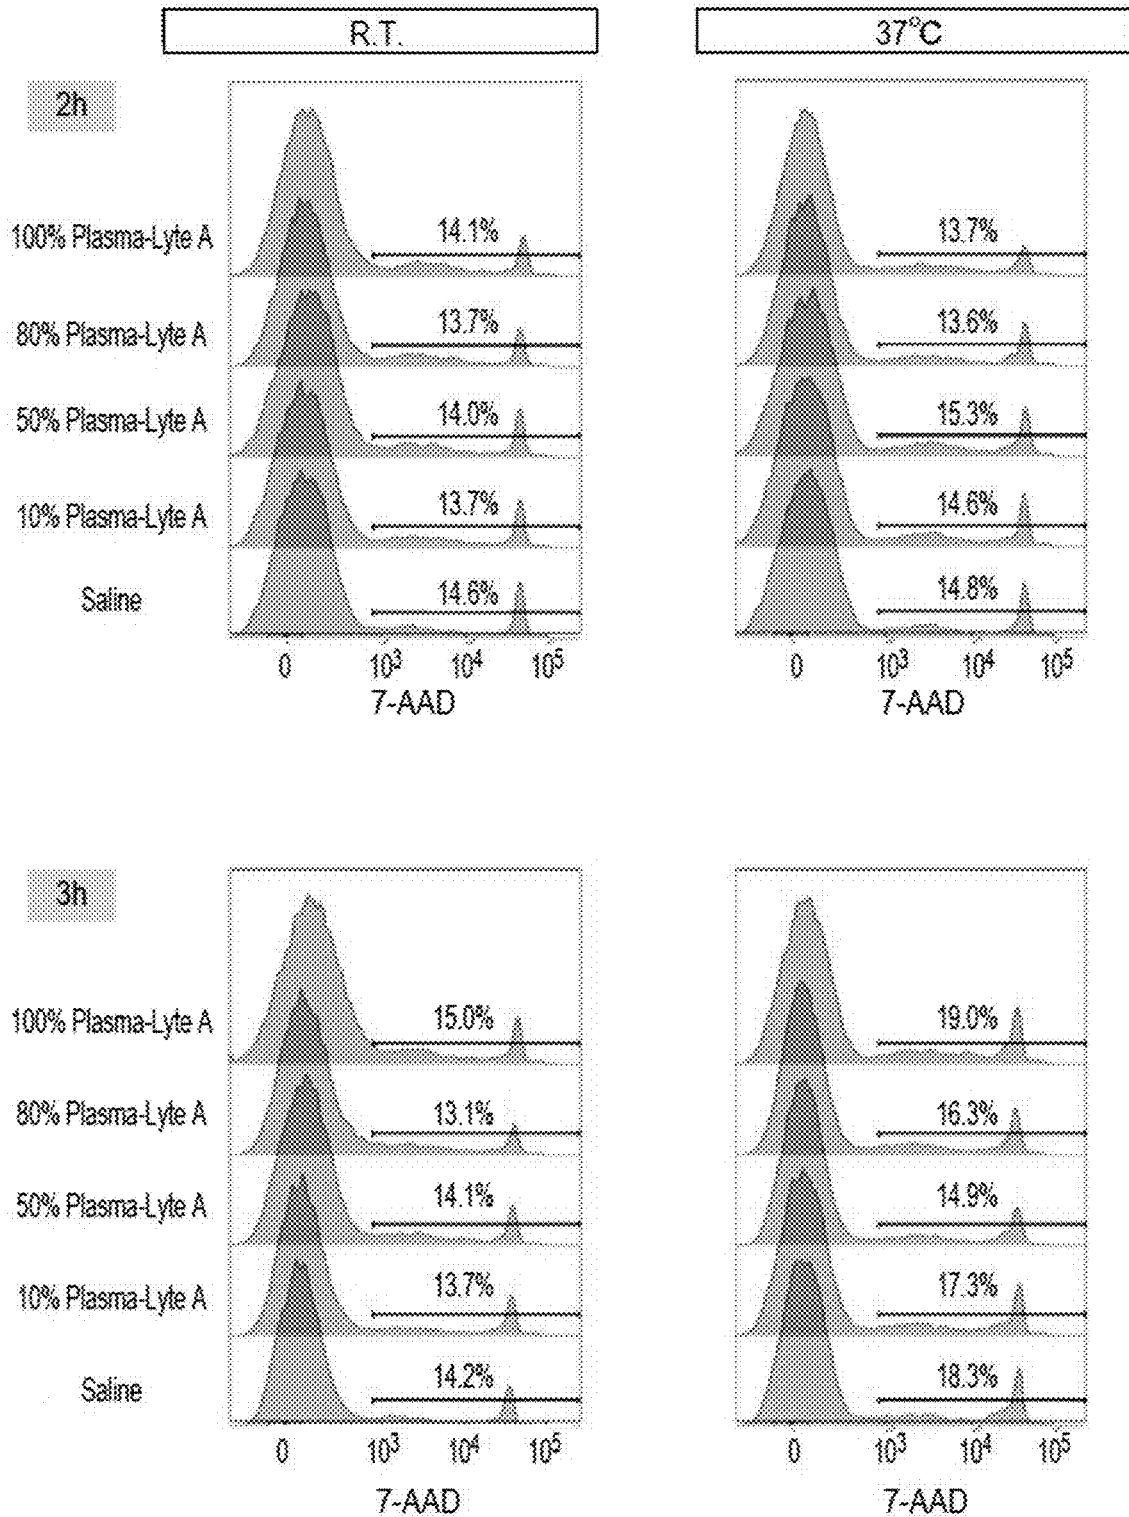 R.T. 37°C
2h
100% Plasma-Lyte A 14.1% 13.7%
80% Plasma-Lyte A 13.7% 13.6%
50% Plasma-Lyte A 14.0% 15.3%
10% Plasma-Lyte A 13.7% 14.6%
Saline 14.6% 14.8%
0 10³ 10⁴ 10⁵ 0 10³ 10⁴ 10⁵
7-AAD 7-AAD
3h
100% Plasma-Lyte A 15.0% 19.0%
80% Plasma-Lyte A 13.1% 16.3%
50% Plasma-Lyte A 14.1% 14.9%
10% Plasma-Lyte A 13.7% 17.3%
Saline 14.2% 18.3%
0 10³ 10⁴ 10⁵ 0 10³ 10⁴ 10⁵
7-AAD 7-AAD